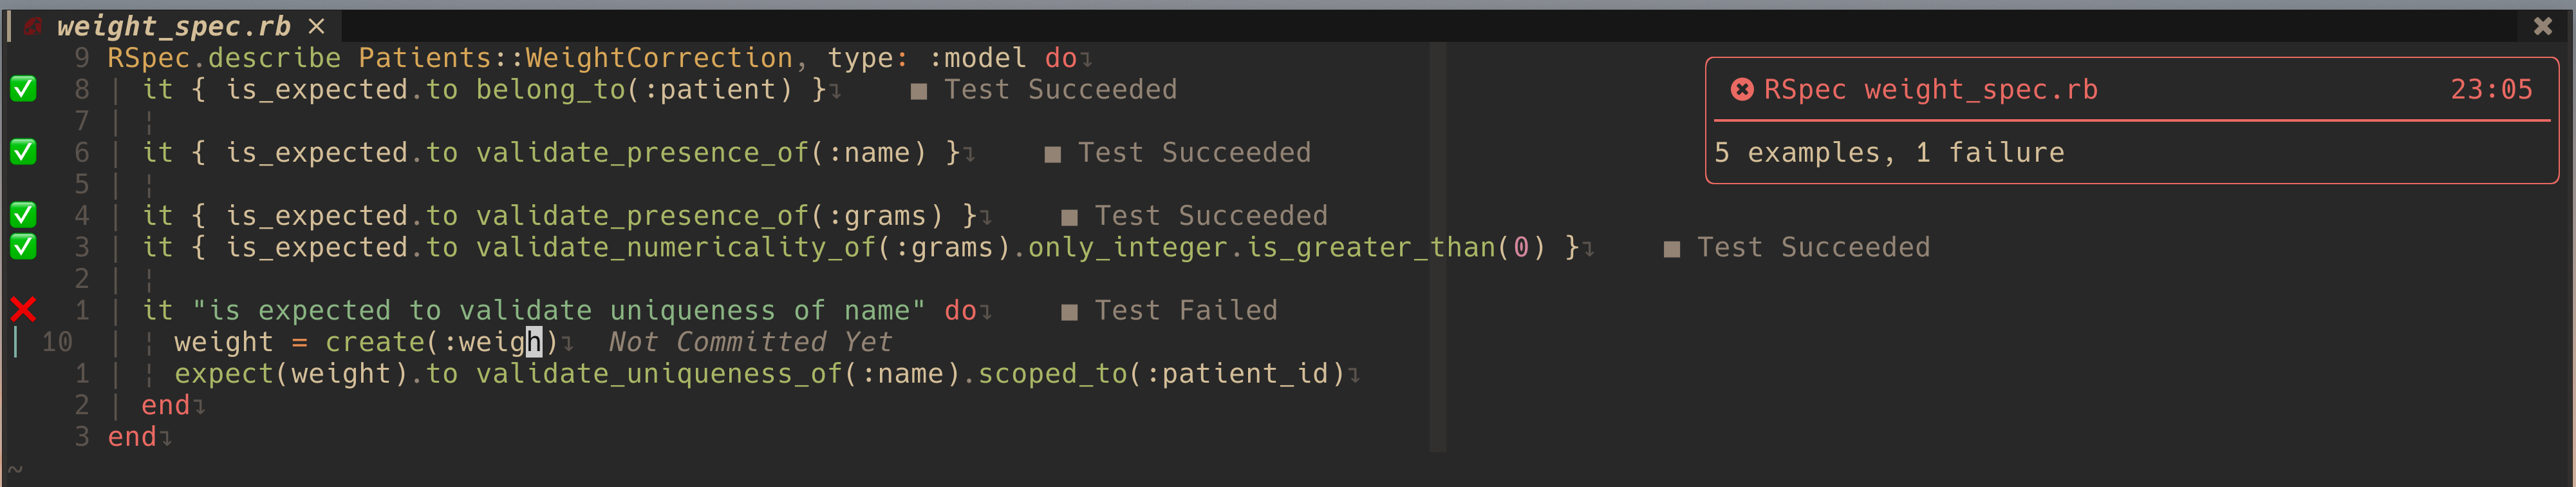 weight_spec.rb ×
9 RSpec.describe Patients::WeightCorrection, type: :model do
8 it { is_expected.to belong_to(:patient) } ■ Test Succeeded
RSpec weight_spec.rb 23:05
7
6 it { is_expected.to validate_presence_of(:name) } ■ Test Succeeded
5 examples, 1 failure
5
4 it { is_expected.to validate_presence_of(:grams) } ■ Test Succeeded
3 it { is_expected.to validate_numericality_of(:grams).only_integer.is_greater_than(0) } ■ Test Succeeded
2
1 it "is expected to validate uniqueness of name" do ■ Test Failed
10 weight = create(:weigh) Not Committed Yet
1 expect(weight).to validate_uniqueness_of(:name).scoped_to(:patient_id)
2 end
3 end
~